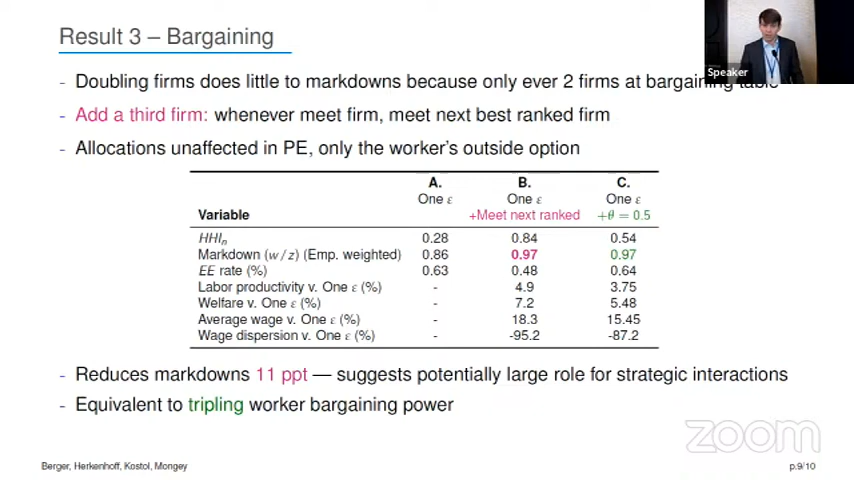 Result 3 – Bargaining
Speaker
- Doubling firms does little to markdowns because only ever 2 firms at bargaining table
- Add a third firm: whenever meet firm, meet next best ranked firm
- Allocations unaffected in PE, only the worker's outside option
A. B. C.
One ε One ε One ε
Variable +Meet next ranked +θ = 0.5
HHIn 0.28 0.84 0.54
Markdown (w/z) (Emp. weighted) 0.86 0.97 0.97
EE rate (%) 0.63 0.48 0.64
Labor productivity v. One ε (%) - 4.9 3.75
Welfare v. One ε (%) - 7.2 5.48
Average wage v. One ε (%) - 18.3 15.45
Wage dispersion v. One ε (%) - -95.2 -87.2
- Reduces markdowns 11 ppt — suggests potentially large role for strategic interactions
- Equivalent to tripling worker bargaining power
zoom
Berger, Herkenhoff, Kostol, Mongey p.9/10